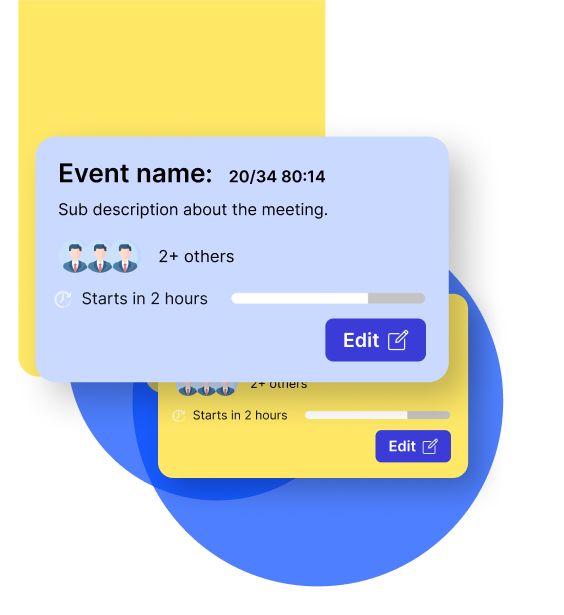 Event name: 20/34 80:14
Sub description about the meeting.
2+ others
Starts in 2 hours
Edit
2+ others
Starts in 2 hours
Edit